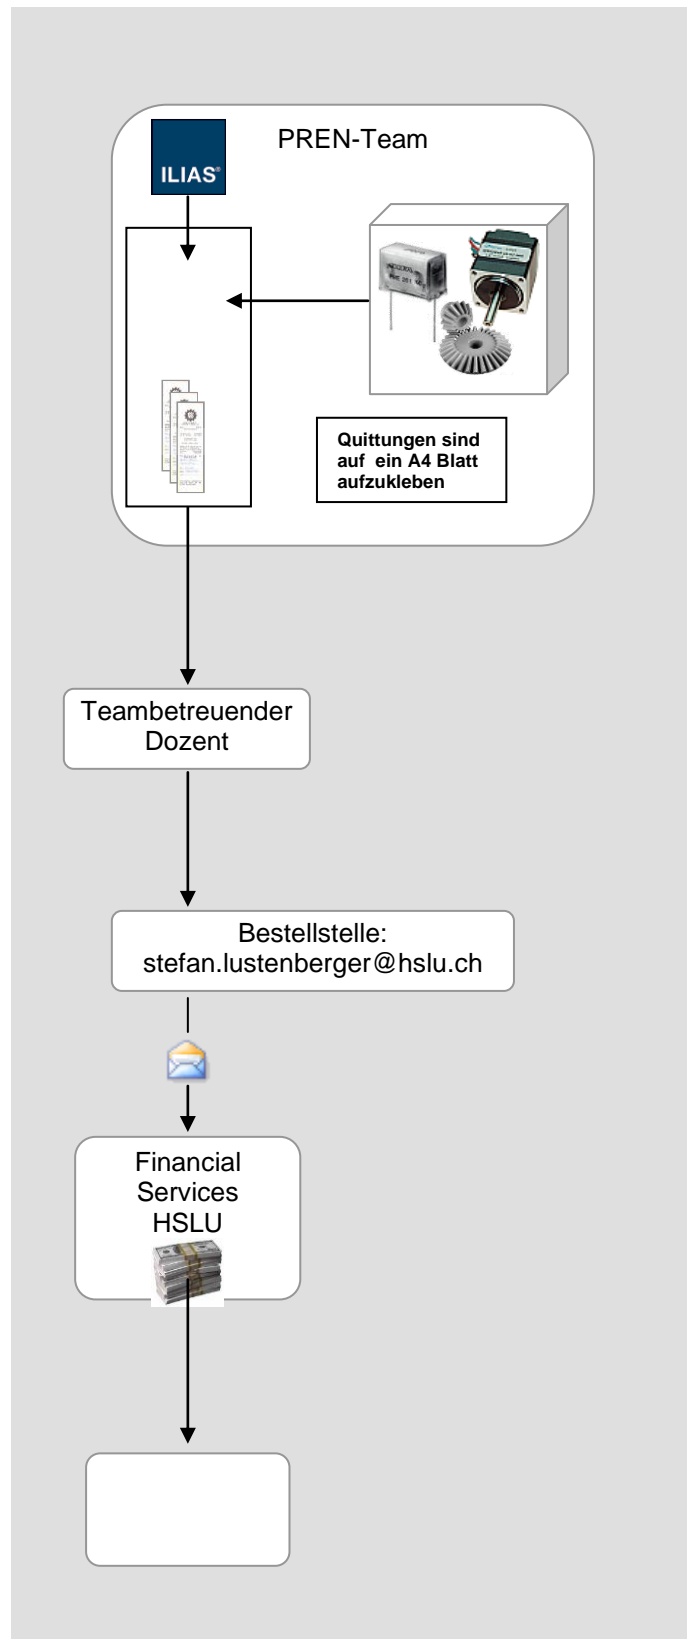 PREN-Team
ILIAS®
Quittungen sind
auf ein A4 Blatt
aufzukleben
Teambetreuender
Dozent
Bestellstelle:
stefan.lustenberger@hslu.ch
Financial
Services
HSLU